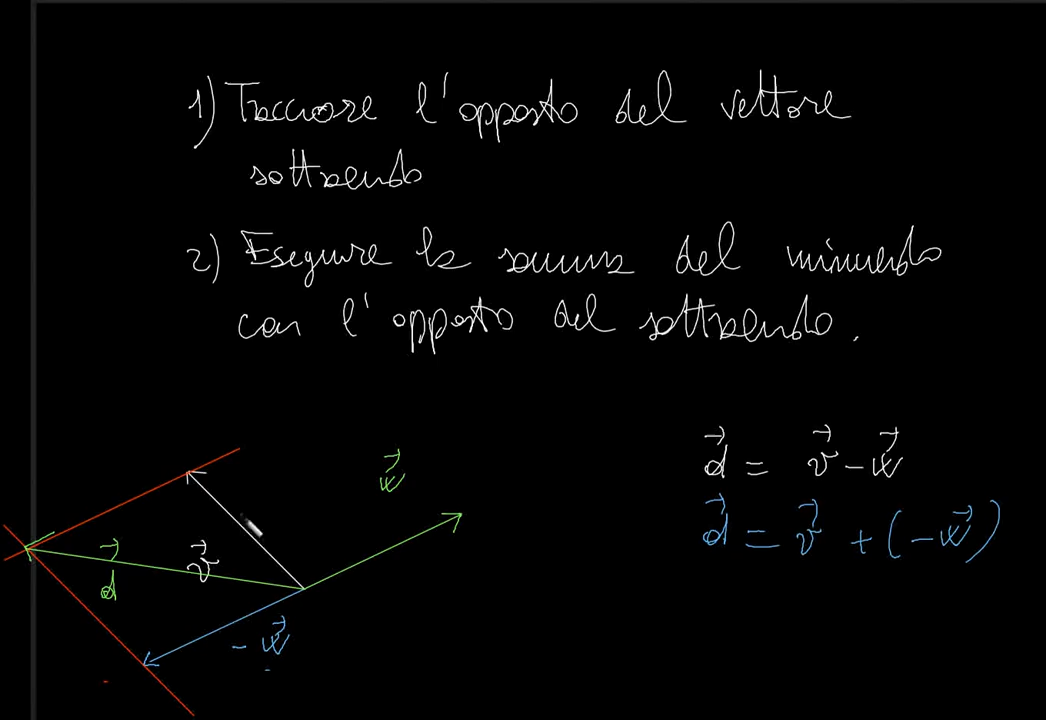 1) Tracciare l'opposto del vettore
sottraendo
2) Eseguire la somma del minuendo
con l'opposto del sottraendo.
w⃗
d⃗ = v⃗ - w⃗
d⃗ = v⃗ + (-w⃗)
v⃗
d⃗
-w⃗